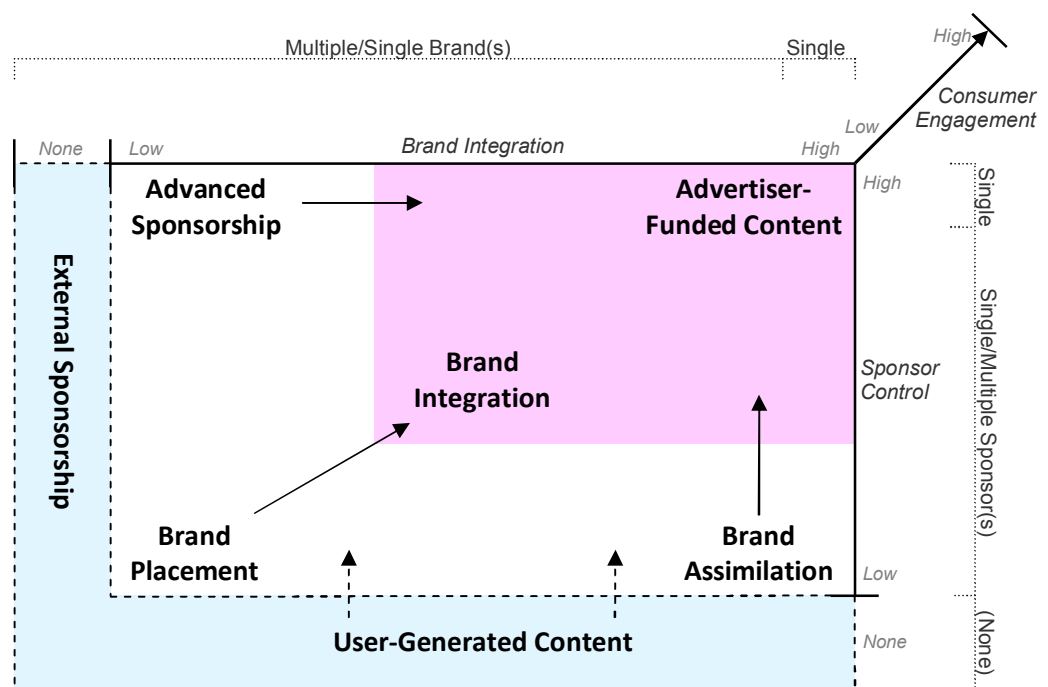 High
Multiple/Single Brand(s)
Single
Consumer
Engagement
Low
None
Low
Brand Integration
High
Advanced
Sponsorship
Advertiser-
Funded Content
High
Single
External Sponsorship
Brand
Integration
Sponsor
Control
Single/Multiple Sponsor(s)
Brand
Placement
Brand
Assimilation
Low
User-Generated Content
None
(None)